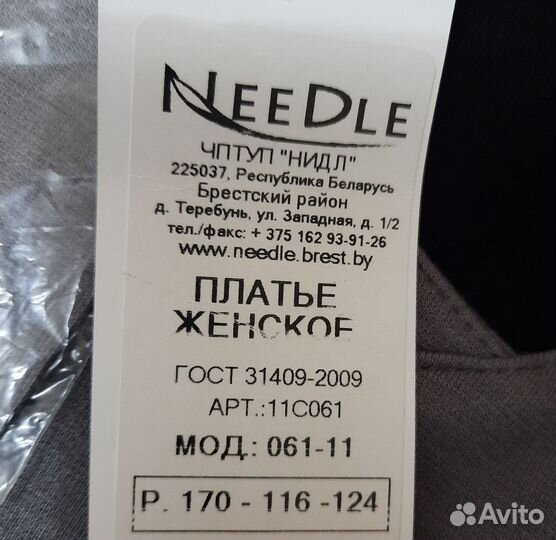 NEEDLE
ЧПТУП "НИДЛ"
225037, Республика Беларусь
Брестский район
д. Теребунь, ул. Западная, д. 1/2
тел./факс: + 375 162 93-91-26
www.needle.brest.by
ПЛАТЬЕ
ЖЕНСКОЕ
ГОСТ 31409-2009
АРТ.:11С061
МОД.: 061-11
Р. 170 - 116 -124
Avito